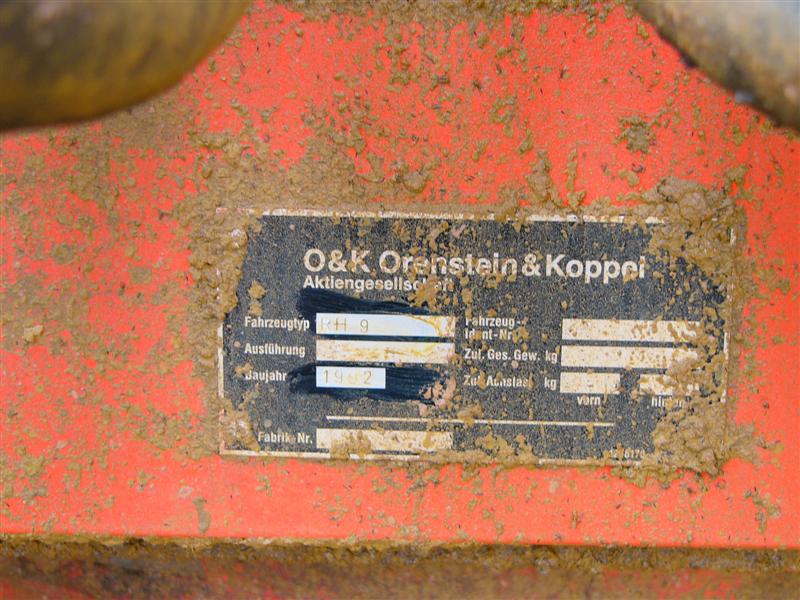 O&K Orenstein & Koppel
Aktiengesellschaft
Fahrzeugtyp RH 9
Fahrzeug-
Ident-Nr.
Ausführung
Zul. Ges. Gew. kg
Baujahr
Zul. Achslast kg
vorn hinten
Fabrik-Nr.